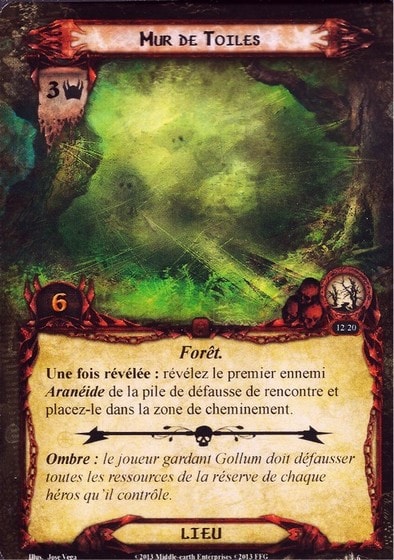 Mur de Toiles
3
6
12/20
Forêt.
Une fois révélée : révélez le premier ennemi
Aranéide de la pile de défausse de rencontre et
placez-le dans la zone de cheminement.
Ombre : le joueur gardant Gollum doit défausser
toutes les ressources de la réserve de chaque
héros qu'il contrôle.
LIEU
Illus. Jose Vega ©2013 Middle-earth Enterprises ©2013 FFG